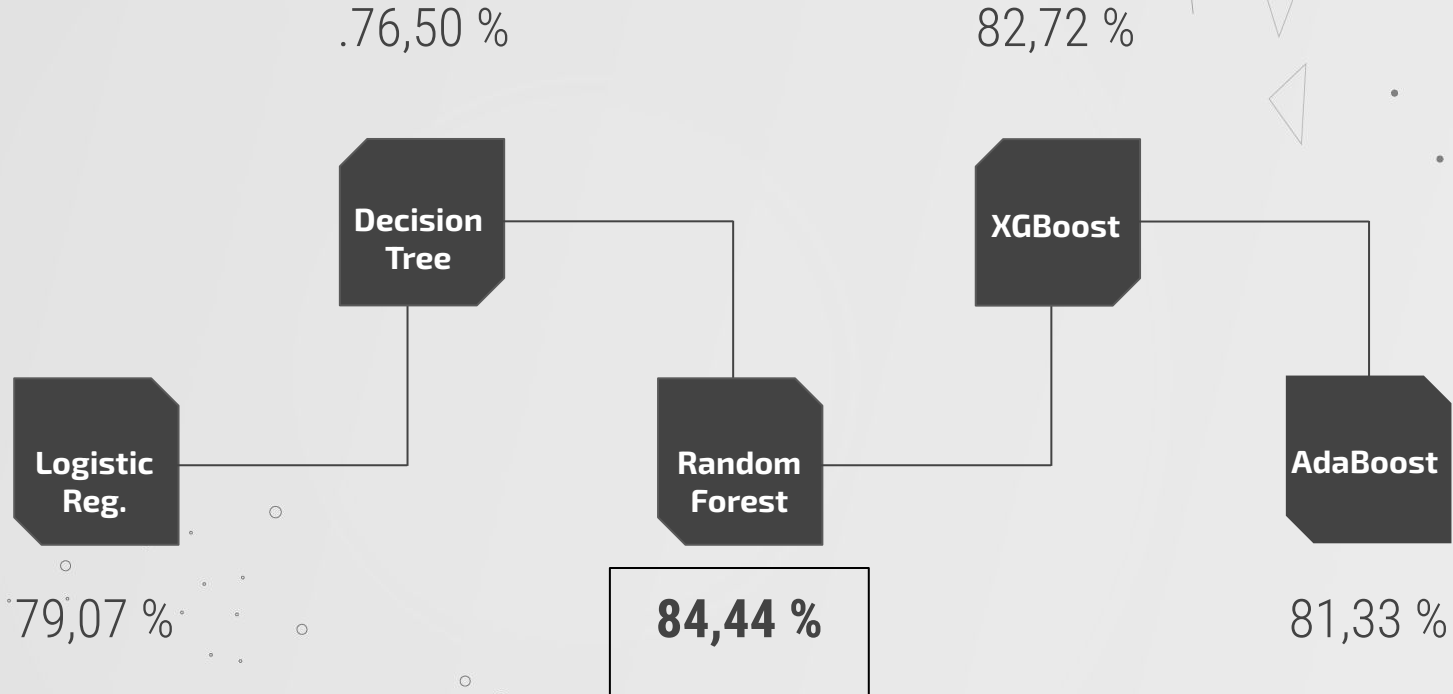 .76,50 %
82,72 %
Decision
Tree
XGBoost
Logistic
Reg.
Random
Forest
AdaBoost
79,07 %
84,44 %
81,33 %